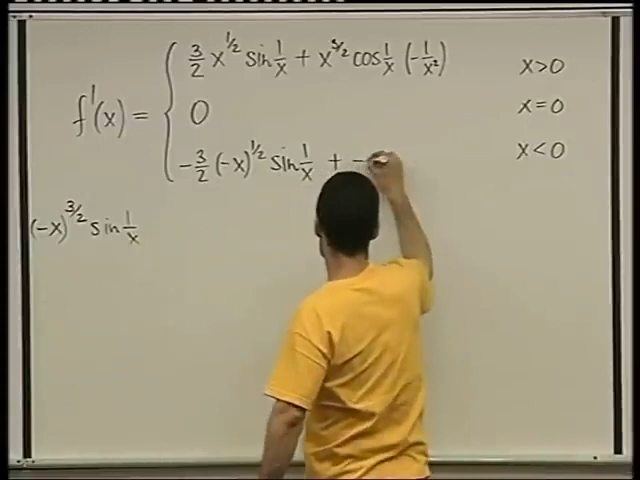 f'(x) = { 3/2 x^1/2 sin 1/x + x^3/2 cos 1/x (-1/x²) x>0
0 x=0
-3/2 (-x)^1/2 sin 1/x + - x<0
(-x)^3/2 sin 1/x